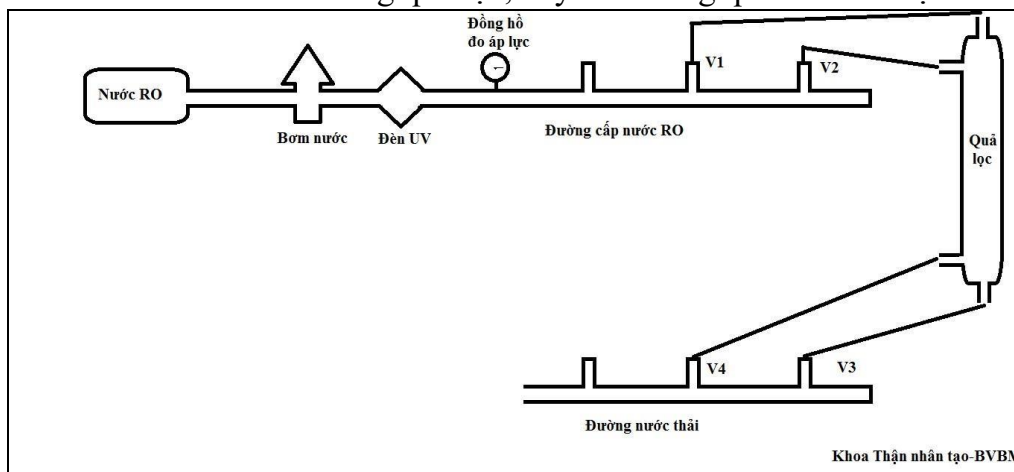 Đồng hồ
đo áp lực
V1
V2
Nước RO
Bơm nước
Đèn UV
Đường cấp nước RO
Quả
lọc
V4
V3
Đường nước thải
Khoa Thận nhân tạo-BVBM